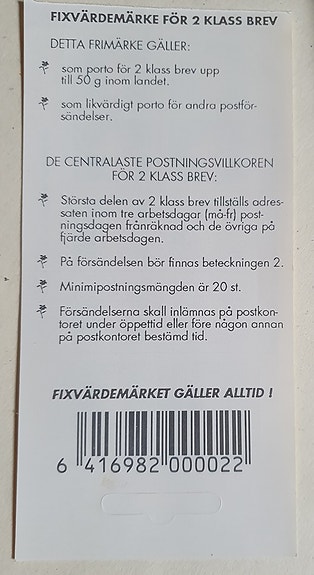 FIXVÄRDEMÄRKE FÖR 2 KLASS BREV
DETTA FRIMÄRKE GÄLLER:
som porto för 2 klass brev upp
till 50 g inom landet.
som likvärdigt porto för andra postför-
sändelser.
DE CENTRALASTE POSTNINGSVILLKOREN
FÖR 2 KLASS BREV:
Största delen av 2 klass brev tillställs adres-
saten inom tre arbetsdagar (må-fr) post-
ningsdagen frånräknad och de övriga på
fjärde arbetsdagen.
På försändelsen bör finnas beteckningen 2.
Minimipostningsmängden är 20 st.
Försändelserna skall inlämnas på postkon-
toret under öppettid eller före någon annan
på postkontoret bestämd tid.
FIXVÄRDEMÄRKET GÄLLER ALLTID !
6 416982 000022